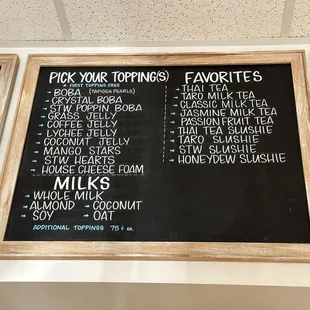 PICK YOUR TOPPING(S)
FIRST TOPPING FREE
BOBA (TAPIOCA PEARLS)
CRYSTAL BOBA
STW POPPIN BOBA
GRASS JELLY
COFFEE JELLY
LYCHEE JELLY
COCONUT JELLY
MANGO STARS
STW HEARTS
HOUSE CHEESE FOAM
MILKS
WHOLE MILK
ALMOND COCONUT
SOY OAT
ADDITIONAL TOPPINGS 75¢ EA.
FAVORITES
THAI TEA
TARO MILK TEA
CLASSIC MILK TEA
JASMINE MILK TEA
PASSIONFRUIT TEA
THAI TEA SLUSHIE
TARO SLUSHIE
STW SLUSHIE
HONEYDEW SLUSHIE